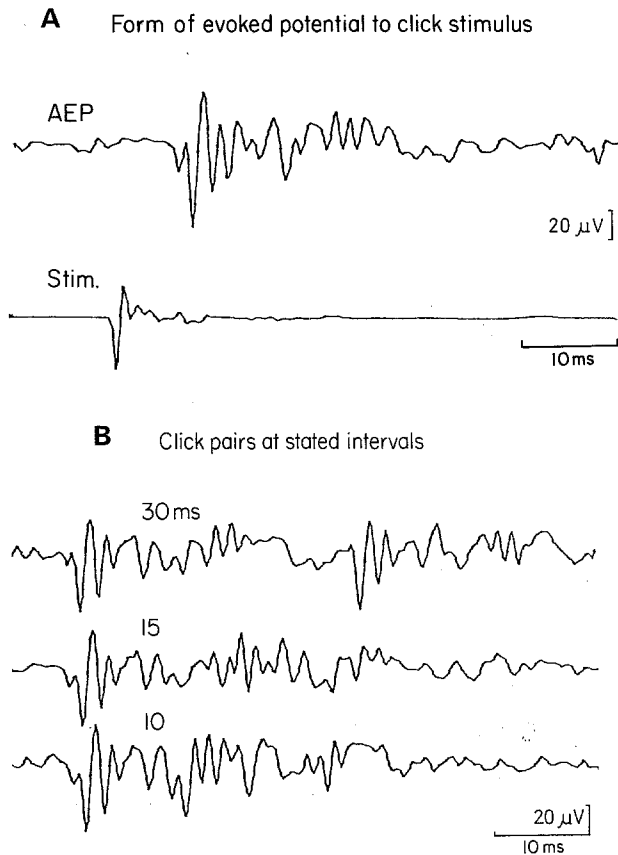 A Form of evoked potential to click stimulus
AEP
20 µV
Stim.
10 ms
B Click pairs at stated intervals
30 ms
15
10
20 µV
10 ms